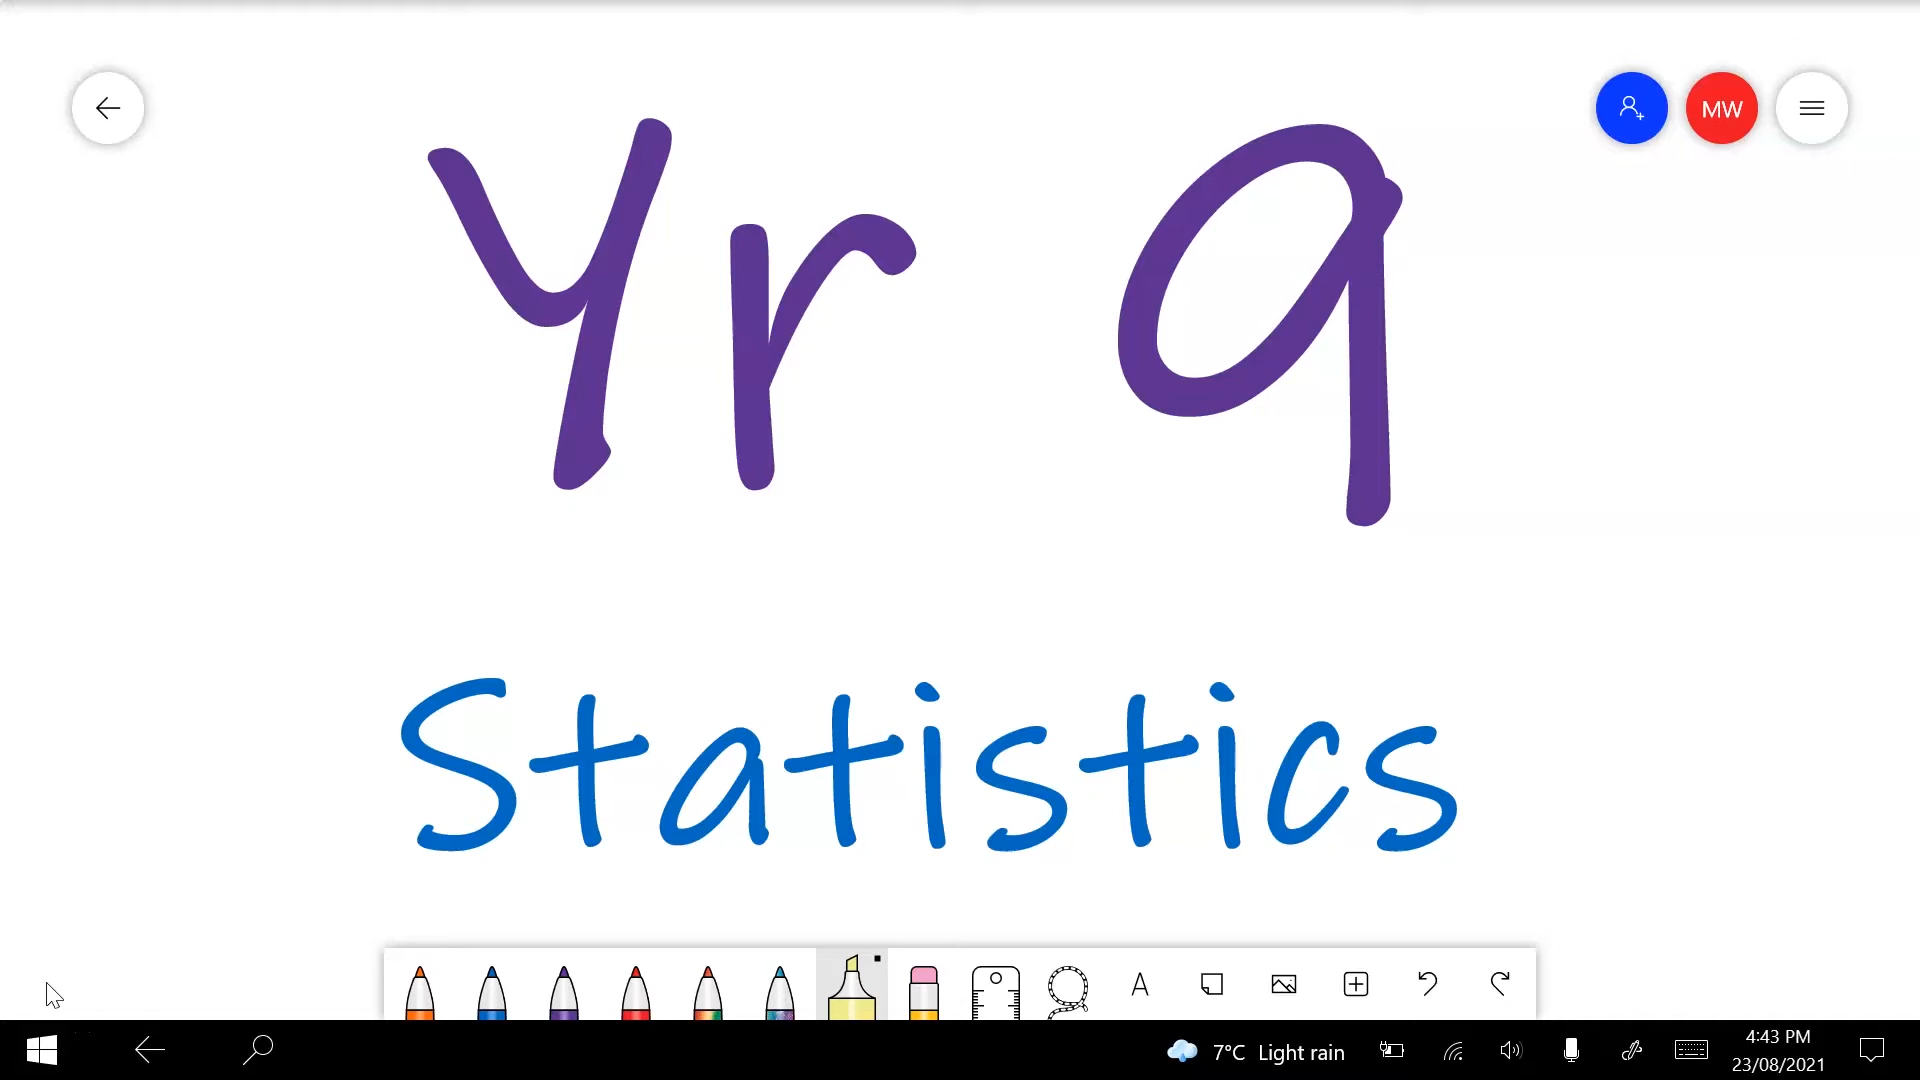 MW
Yr 9
Statistics
A
7°C Light rain
4:43 PM
23/08/2021